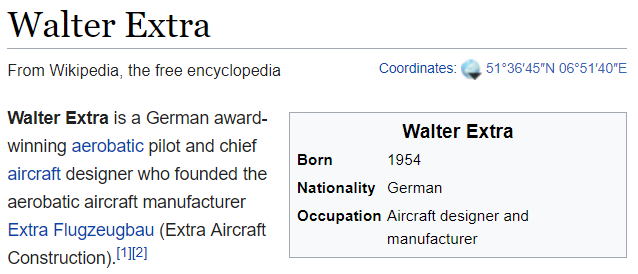 Walter Extra
From Wikipedia, the free encyclopedia
Coordinates: 51°36′45″N 06°51′40″E
Walter Extra is a German award-
winning aerobatic pilot and chief
aircraft designer who founded the
aerobatic aircraft manufacturer
Extra Flugzeugbau (Extra Aircraft
Construction).[1][2]
Walter Extra
Born 1954
Nationality German
Occupation Aircraft designer and
manufacturer